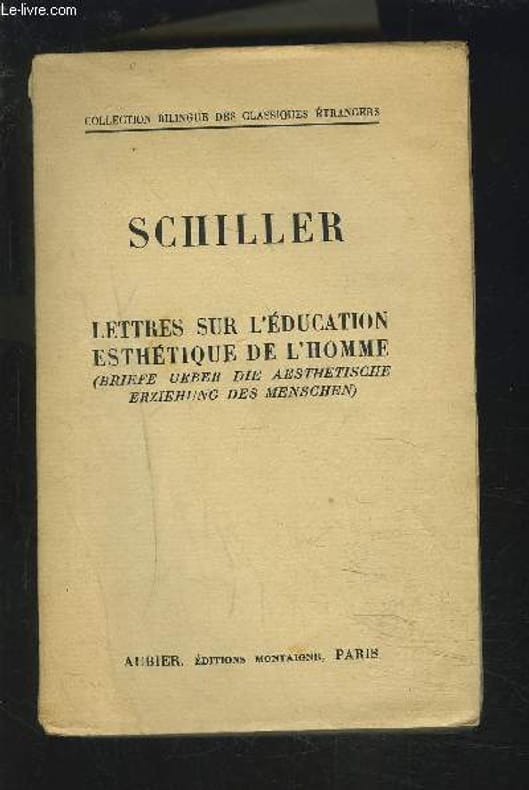 Le-livre.com
COLLECTION BILINGUE DES CLASSIQUES ÉTRANGERS
SCHILLER
LETTRES SUR L'ÉDUCATION
ESTHÉTIQUE DE L'HOMME
(BRIEFE UEBER DIE AESTHETISCHE
ERZIEHUNG DES MENSCHEN)
AUBIER, ÉDITIONS MONTAIGNE, PARIS